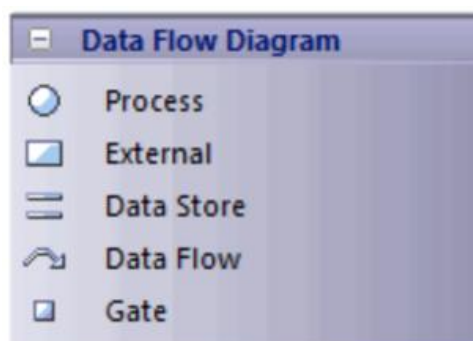 Data Flow Diagram
Process
External
Data Store
Data Flow
Gate